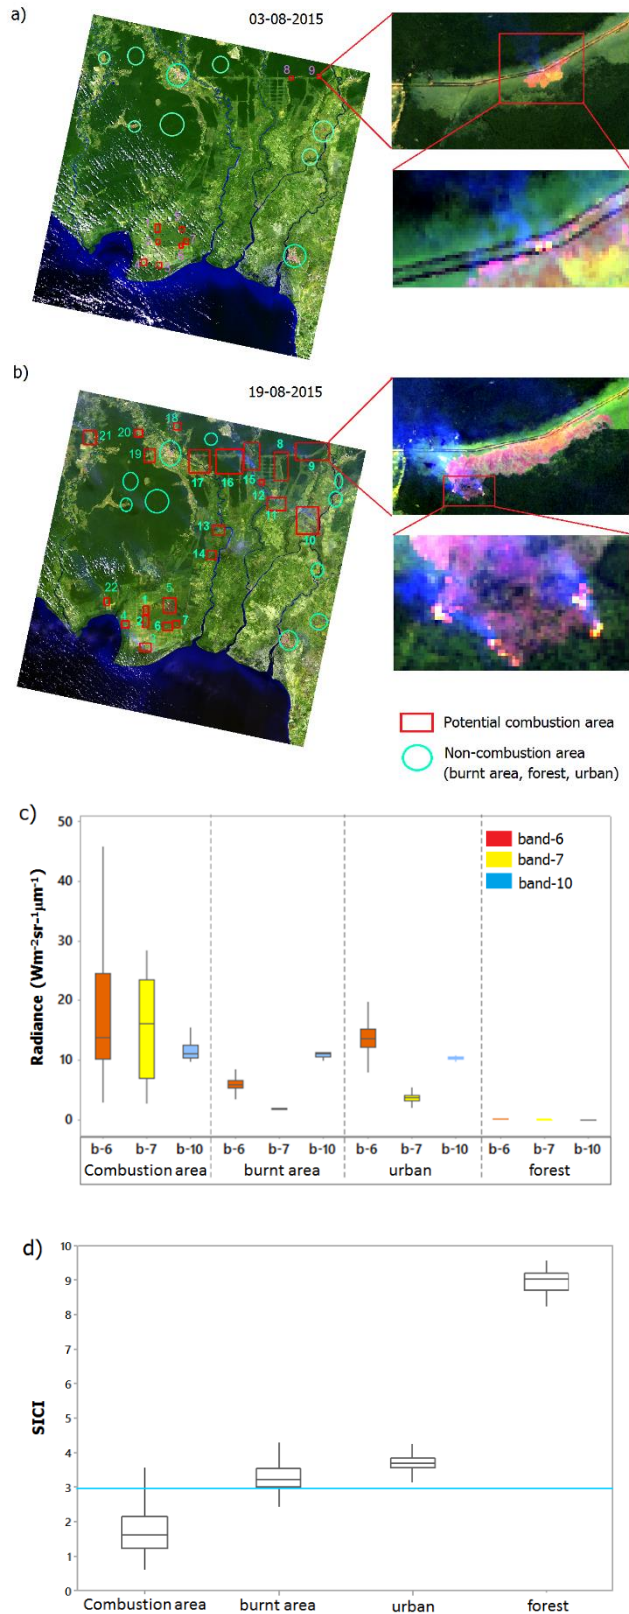 a)
03-08-2015
8 9
b)
19-08-2015
18
20
21
19
8
9
15
17
16
12
11
10
13
14
22
5
1
4
2
6
7
Potential combustion area
Non-combustion area
(burnt area, forest, urban)
c)
50
band-6
band-7
40
band-10
30
20
10
0
Radiance (Wm⁻²sr⁻¹µm⁻¹)
b-6 b-7 b-10 b-6 b-7 b-10 b-6 b-7 b-10 b-6 b-7 b-10
Combustion area burnt area urban forest
d)
10
9
8
7
6
5
4
3
2
1
0
SICI
Combustion area burnt area urban forest